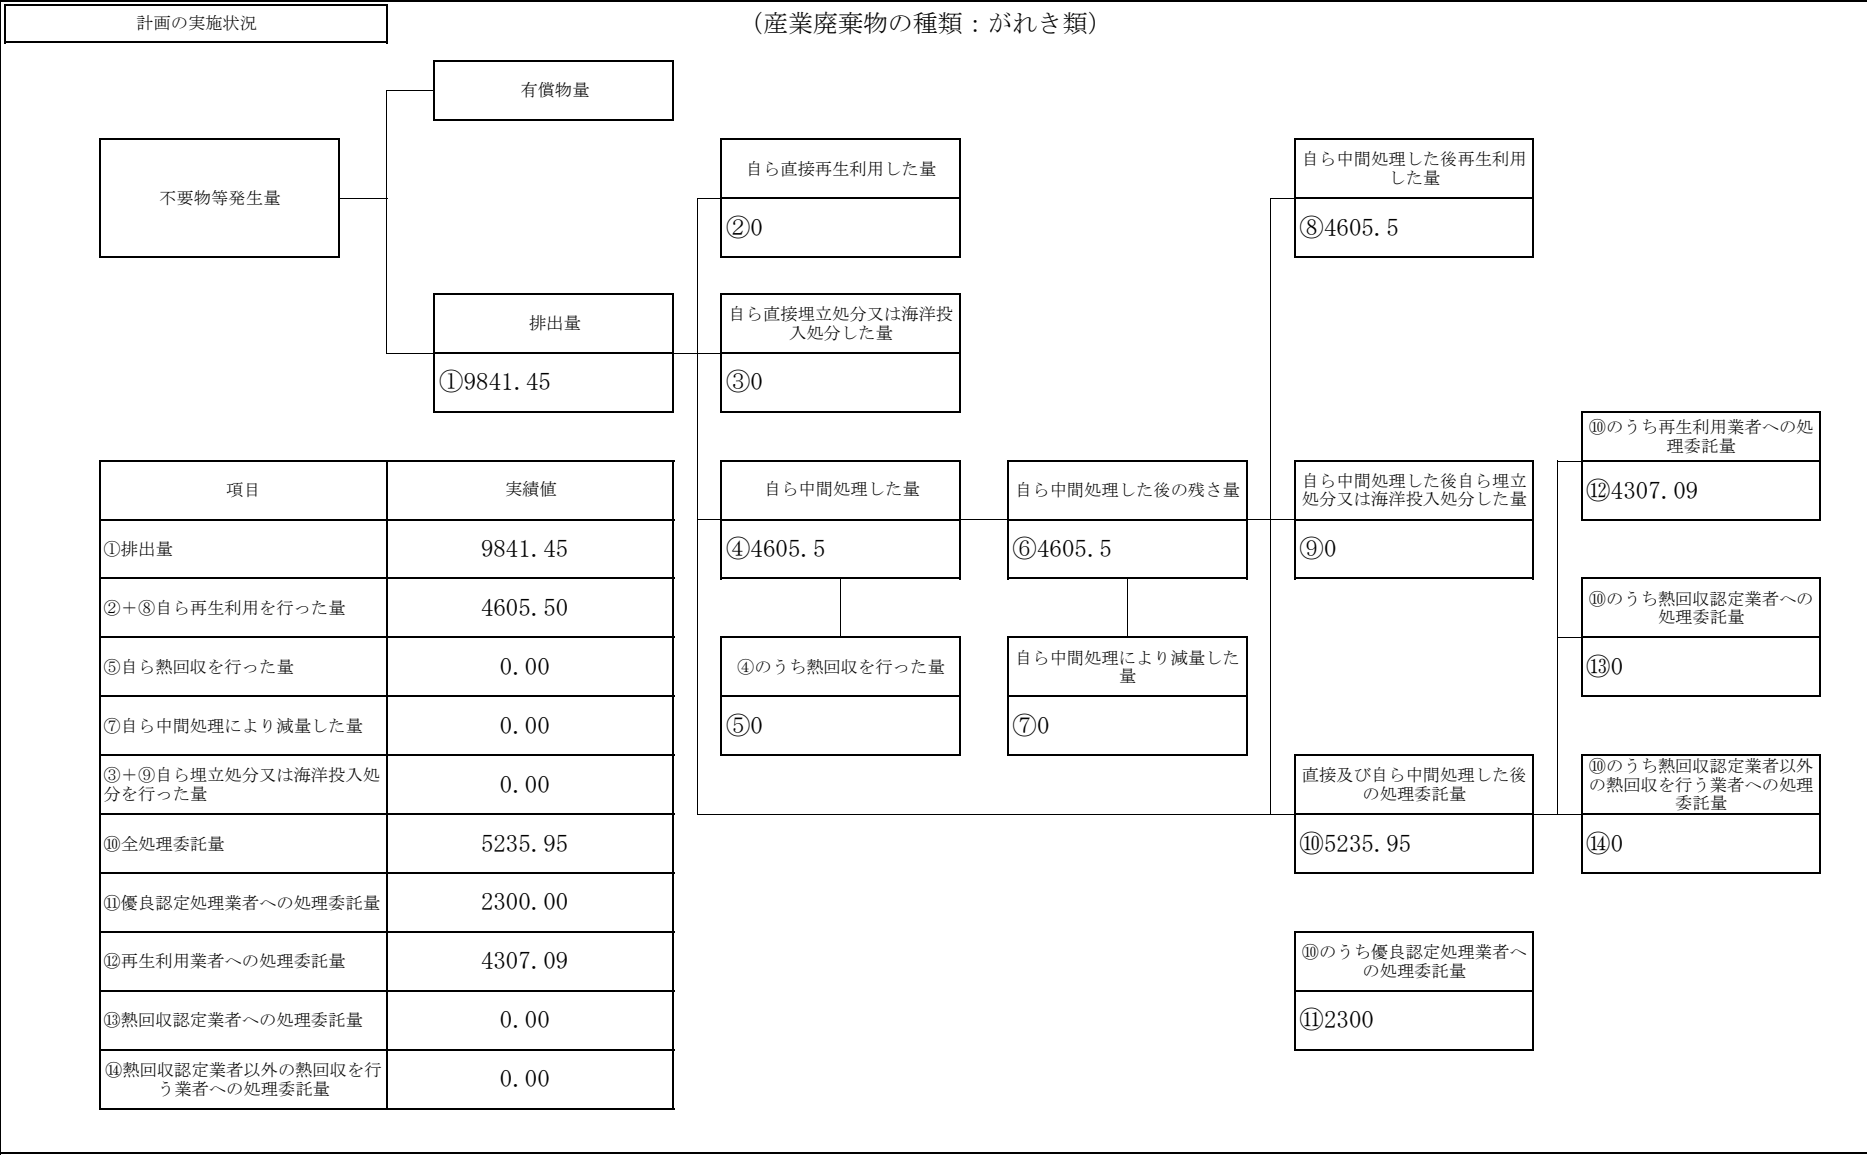 計画の実施状況
（産業廃棄物の種類：がれき類）
有償物量
不要物等発生量
排出量
①9841.45
自ら直接再生利用した量
②0
自ら直接埋立処分又は海洋投
入処分した量
③0
自ら中間処理した後再生利用
した量
⑧4605.5
項目
実績値
①排出量
9841.45
②＋⑧自ら再生利用を行った量
4605.50
⑤自ら熱回収を行った量
0.00
⑦自ら中間処理により減量した量
0.00
③＋⑨自ら埋立処分又は海洋投入処
分を行った量
0.00
⑩全処理委託量
5235.95
⑪優良認定処理業者への処理委託量
2300.00
⑫再生利用業者への処理委託量
4307.09
⑬熱回収認定業者への処理委託量
0.00
⑭熱回収認定業者以外の熱回収を行
う業者への処理委託量
0.00
自ら中間処理した量
④4605.5
④のうち熱回収を行った量
⑤0
自ら中間処理した後の残さ量
⑥4605.5
自ら中間処理により減量した
量
⑦0
自ら中間処理した後自ら埋立
処分又は海洋投入処分した量
⑨0
直接及び自ら中間処理した後
の処理委託量
⑩5235.95
⑩のうち優良認定処理業者へ
の処理委託量
⑪2300
⑩のうち再生利用業者への処
理委託量
⑫4307.09
⑩のうち熱回収認定業者への
処理委託量
⑬0
⑩のうち熱回収認定業者以外
の熱回収を行う業者への処理
委託量
⑭0